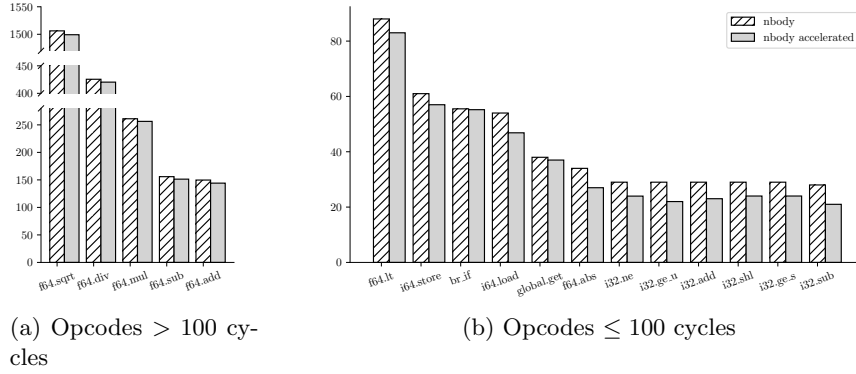 1550
1500
450
400
250
200
150
100
50
0
f64.sqrt
f64.div
f64.mul
f64.sub
f64.add
80
60
40
20
0
nbody
nbody accelerated
f64.lt
i64.store
br_if
i64.load
global.get
f64.abs
i32.ne
i32.ge_u
i32.add
i32.shl
i32.ge_s
i32.sub
(a) Opcodes > 100 cy-
cles
(b) Opcodes ≤ 100 cycles